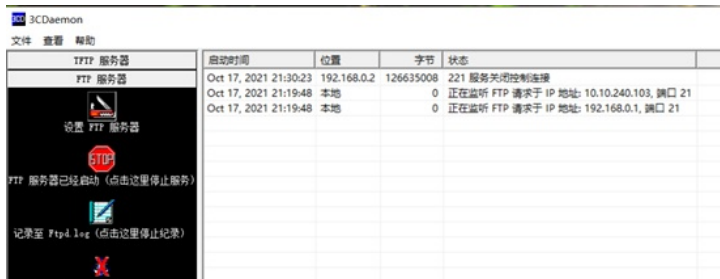 3CD 3CDaemon
文件 查看 帮助
TFTP 服务器
FTP 服务器
设置 FTP 服务器
STOP
FTP 服务器已经启动 (点击这里停止服务)
记录至 Ftpd.log (点击这里停止纪录)
启动时间 位置 字节 状态
Oct 17, 2021 21:30:23 192.168.0.2 126635008 221 服务关闭控制连接
Oct 17, 2021 21:19:48 本地 0 正在监听 FTP 请求于 IP 地址: 10.10.240.103, 端口 21
Oct 17, 2021 21:19:48 本地 0 正在监听 FTP 请求于 IP 地址: 192.168.0.1, 端口 21